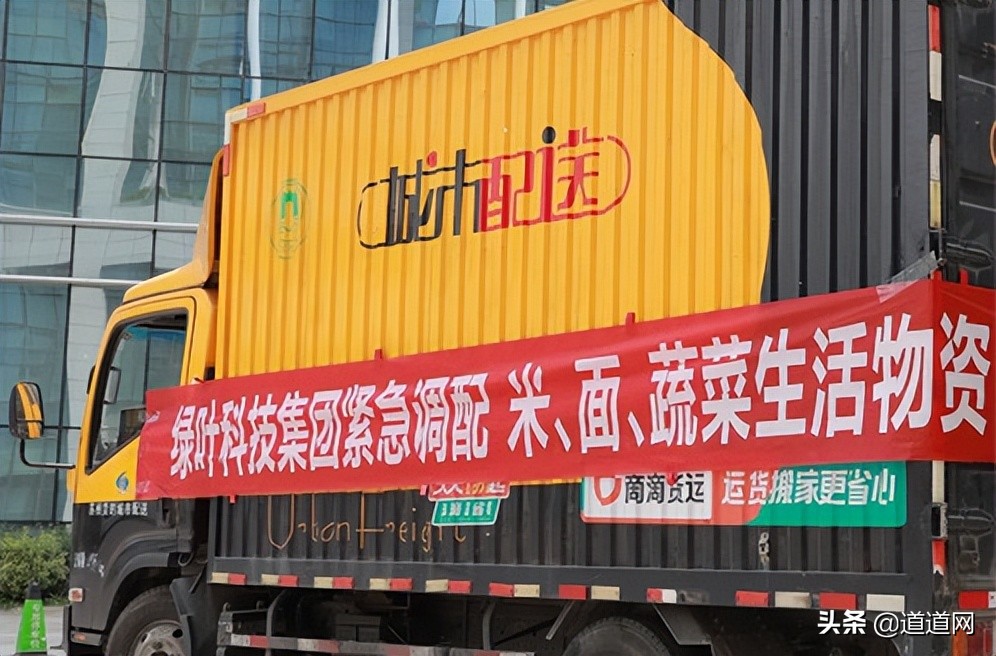 城市配送
绿叶科技集团紧急调配 米、面、蔬菜生活物资
商滴货运 运货搬家更省心
Urban freight
头条 @道道网